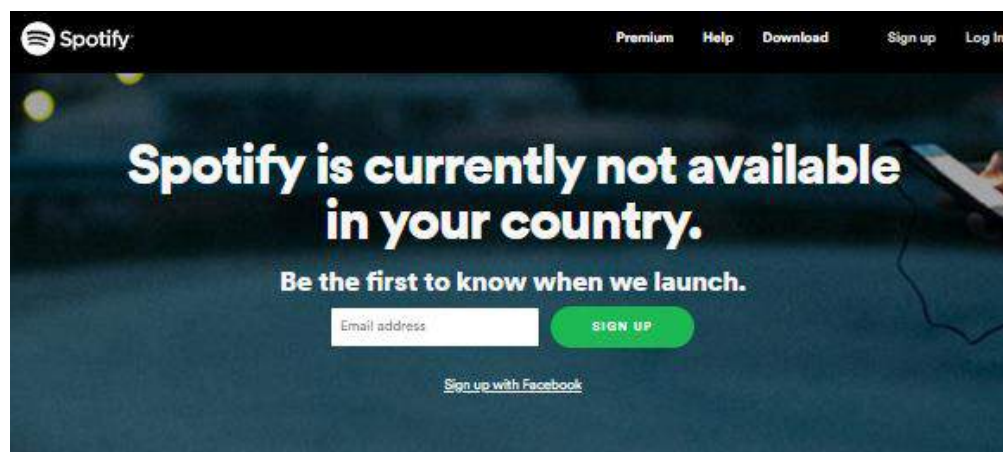 Spotify
Premium Help Download Sign up Log In
Spotify is currently not available
in your country.
Be the first to know when we launch.
Email address
SIGN UP
Sign up with Facebook